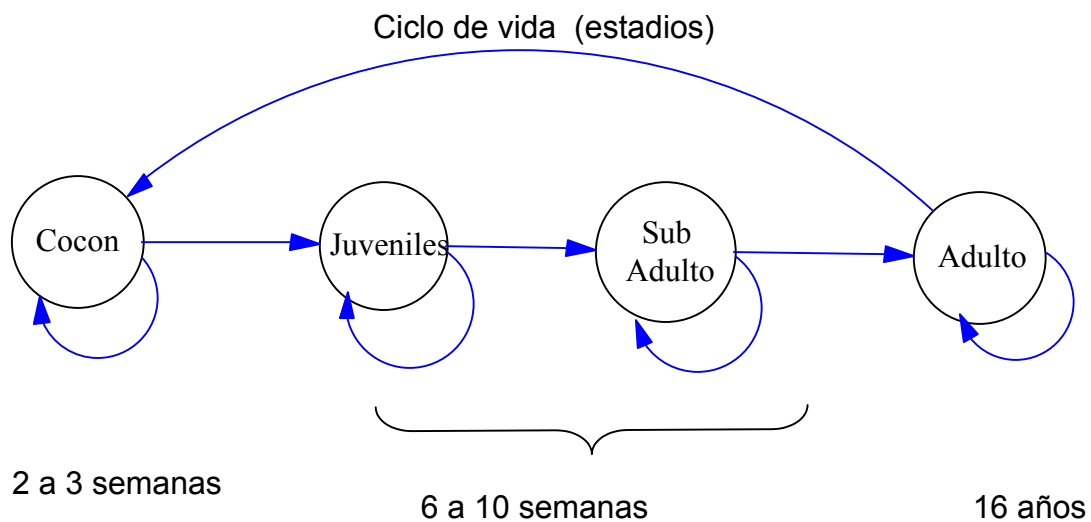 Ciclo de vida  (estadios)
Cocon
Juveniles
Sub
Adulto
Adulto
2 a 3 semanas
6 a 10 semanas
16 años